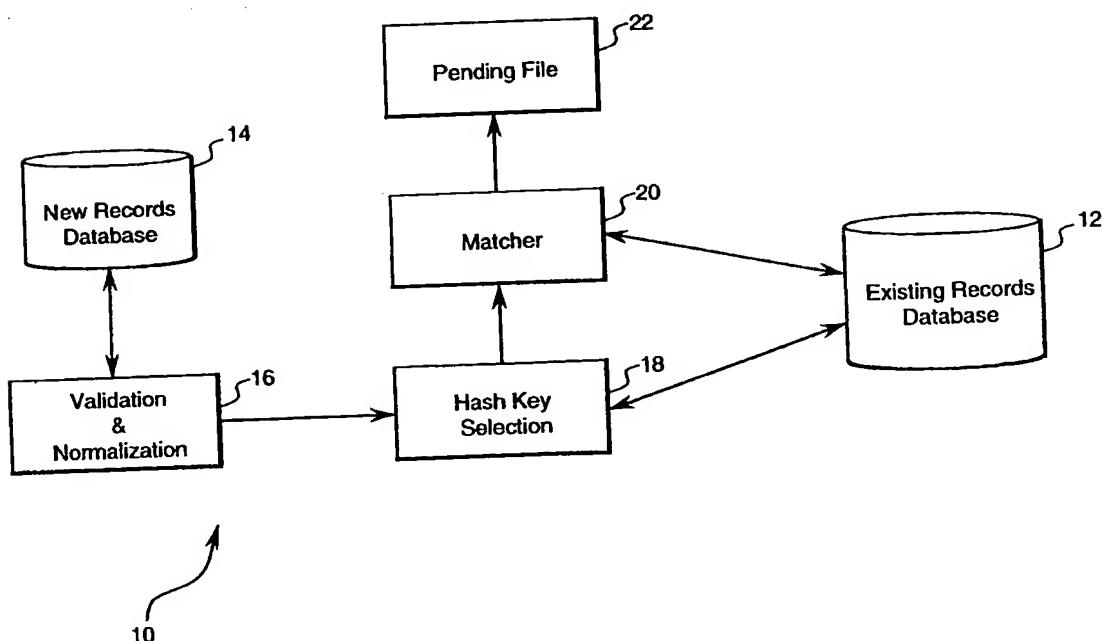 22
Pending File
14
New Records
Database
20
Matcher
12
Existing Records
Database
16
Validation
&
Normalization
18
Hash Key
Selection
10